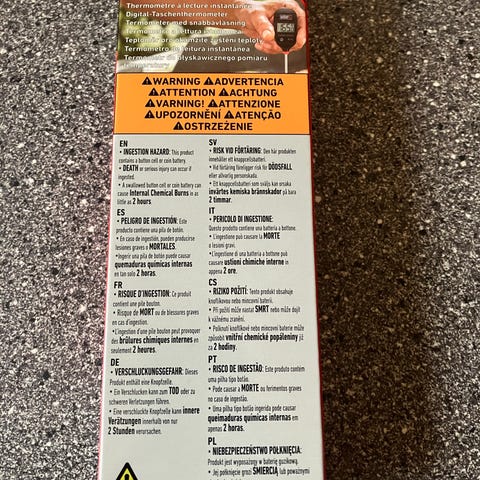 Thermomètre à lecture instantanée
Digital-Taschenthermometer
Termometer med snabbavläsning
Termometro a lettura
Teplotěr pro zjištění teploty
Termómetro de leitura instantânea
Termometr do błyskawicznego pomiaru
temperatury
WARNING ADVERTENCIA
ATTENTION ACHTUNG
VARNING! ATTENZIONE
UPOZORNĚNÍ ATENÇÃO
OSTRZEŻENIE
EN
• INGESTION HAZARD: This product
contains a button cell or coin battery.
• DEATH or serious injury can occur if
ingested.
• A swallowed button cell or coin battery can
cause Internal Chemical Burns in as
little as 2 hours.
ES
• PELIGRO DE INGESTIÓN: Este
producto contiene una pila de botón.
• En caso de ingestión, pueden producirse
lesiones graves o MORTALES.
• Ingerir una pila de botón puede causar
quemaduras químicas internas
en tan solo 2 horas.
FR
• RISQUE D'INGESTION: Ce produit
contient une pile bouton.
• Risque de MORT ou de blessures graves
en cas d'ingestion.
• L'ingestion d'une pile bouton peut provoquer
des brûlures chimiques internes en
seulement 2 heures.
DE
• VERSCHLUCKUNGSGEFAHR: Dieses
Produkt enthält eine Knopfzelle.
• Ein Verschlucken kann zum TOD oder zu
schweren Verletzungen führen.
• Eine verschluckte Knopfzelle kann innere
Verätzungen innerhalb von nur
2 Stunden verursachen.
SV
• RISK VID FÖRTÄRING: Den här produkten
innehåller ett knappcellsbatteri.
• Vid förtäring föreligger risk för DÖDSFALL
eller allvarlig personskada.
• Ett knappcellsbatteri som sväljs kan orsaka
invärtes kemiska brännskador på bara
2 timmar.
IT
• PERICOLO DI INGESTIONE:
Questo prodotto contiene una batteria a bottone.
• L'ingestione può causare la MORTE
o lesioni gravi.
• L'ingestione di una batteria a bottone può
causare ustioni chimiche interne in
appena 2 ore.
CS
• RIZIKO POŽITÍ: Tento produkt obsahuje
knoflíkovou nebo mincovní baterii.
• Při požití může nastat SMRT nebo může dojít
k vážnému zranění.
• Polknutí knoflíkové nebo mincovní baterie může
způsobit vnitřní chemické popáleniny již
za 2 hodiny.
PT
• RISCO DE INGESTÃO: Este produto contém
uma pilha tipo botão.
• Pode causar a MORTE ou ferimentos graves
no caso de ingestão.
• Uma pilha tipo botão ingerida pode causar
queimaduras químicas internas em
apenas 2 horas.
PL
• NIEBEZPIECZEŃSTWO POŁKNIĘCIA:
Produkt jest wyposażony w baterię guzikową.
• Jej połknięcie grozi ŚMIERCIĄ lub poważnymi